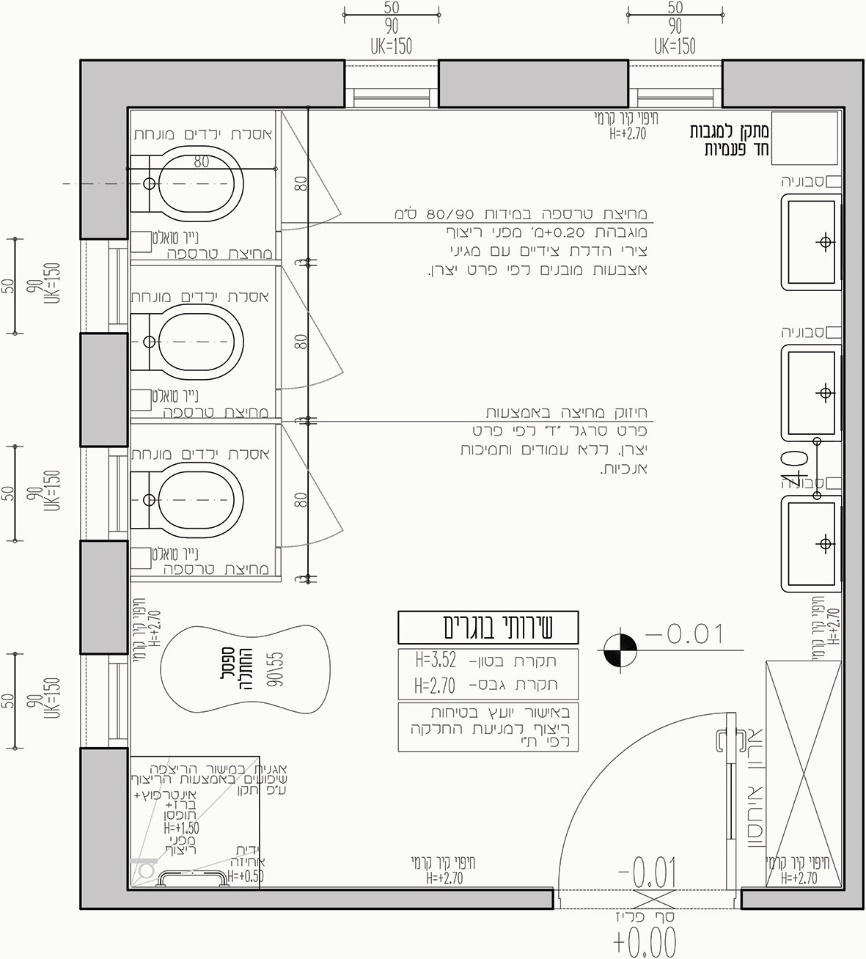 50
90
UK=150
50
90
UK=150
חיפוי קיר קרמי
H=+2.70
מתקן למגבות
חד פעמיות
סבוניה
אסלת ילדים מונחת
80
80
נייר טואלט
מחיצת טרספה
מחיצת טרספה במידות 80/90 ס"מ
מוגבהת 0.20+מ' מפני ריצוף
צירי הדלת צידיים עם מגיני
אצבעות מובנים לפי פרט יצרן.
50
90
UK=150
אסלת ילדים מונחת
80
נייר טואלט
מחיצת טרספה
סבוניה
חיזוק מחיצה באמצעות
פרט סרגל "ד" לפי פרט
יצרן. ללא עמודים ותמיכות
אנכיות.
40
סבוניה
50
90
UK=150
אסלת ילדים מונחת
80
נייר טואלט
מחיצת טרספה
חיפוי קיר קרמי
H=+2.70
חיפוי קיר קרמי
H=+2.70
שירותי בוגרים
תקרת בטון- H=3.52
תקרת גבס- H=2.70
באישור יועץ בטיחות
ריצוף למניעת החלקה
לפי ת"י
-0.01
ספסל
החתלה
90\55
50
90
UK=150
אגנית במישור הריצפה
שיפועים באמצעות הריצוף
ע"פ תקן
אינטרפוץ+
ברז+
תופסן
H=+1.50
מפני
ריצוף
ידית
אחיזה
H=+0.50
ארון איחסון
חיפוי קיר קרמי
H=+2.70
-0.01
חיפוי קיר קרמי
H=+2.70
סף פליז
+0.00